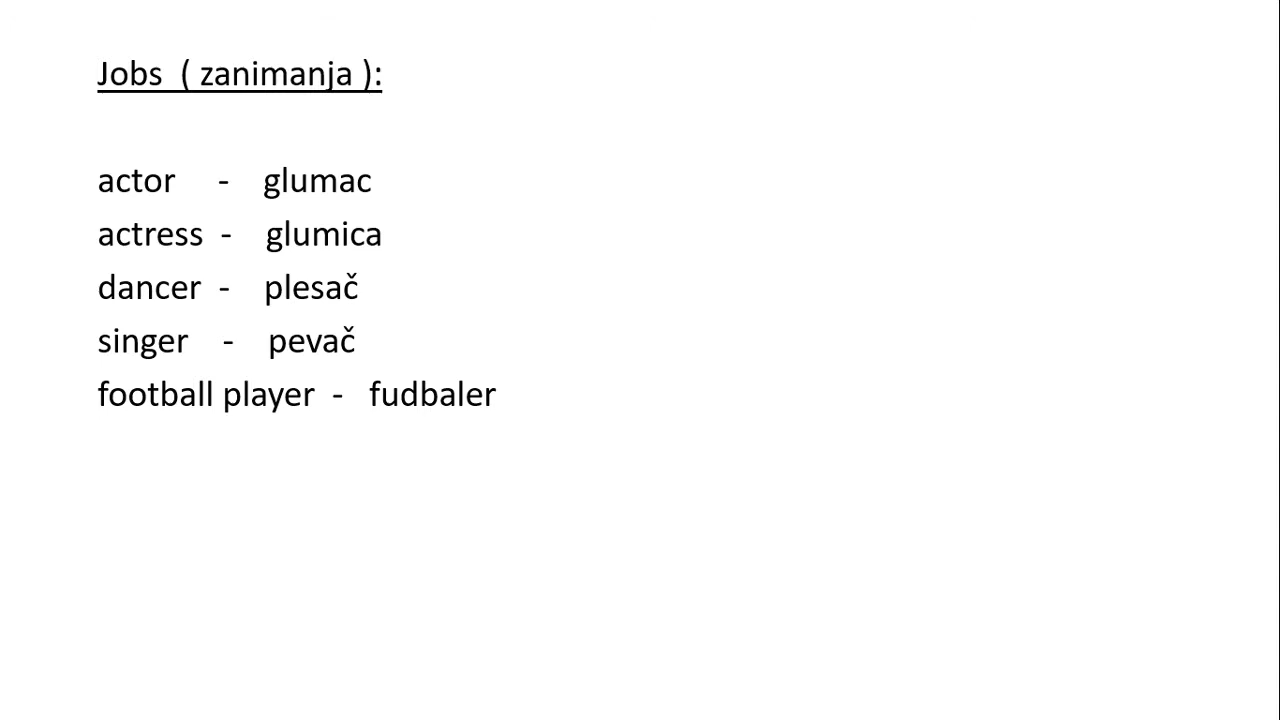 Jobs  ( zanimanja ):
actor     -    glumac
actress  -    glumica
dancer  -    plesač
singer    -    pevač
football player  -   fudbaler